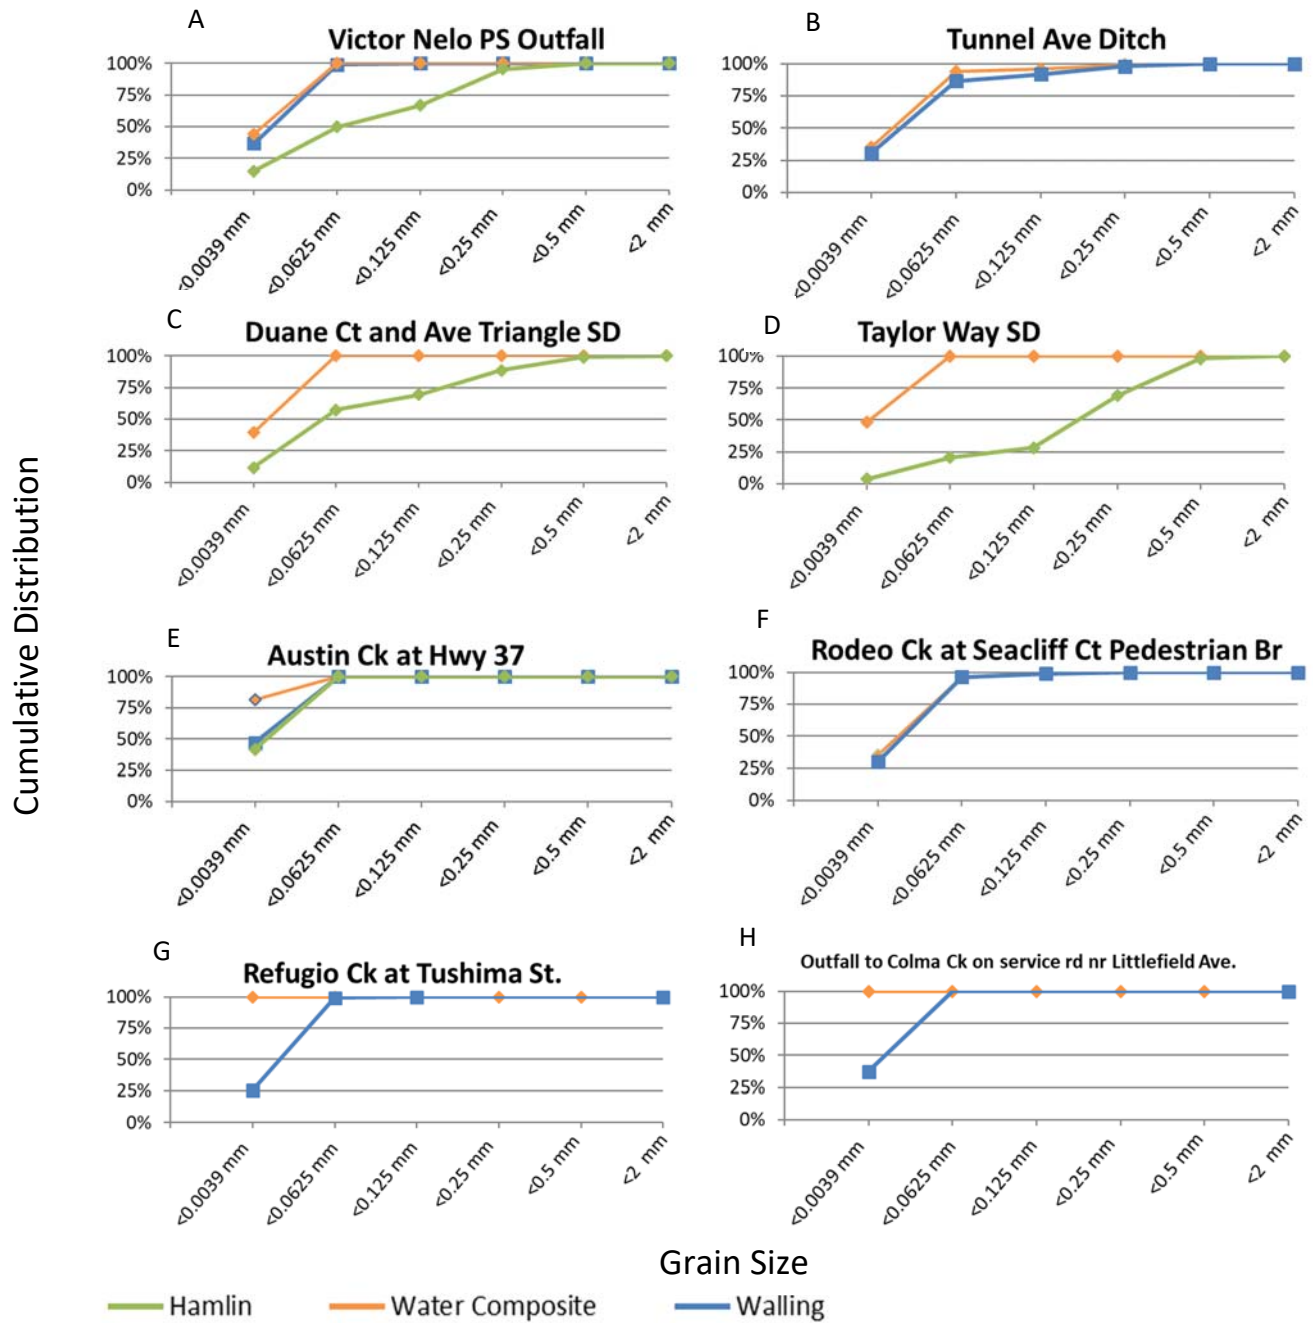 A
Victor Nelo PS Outfall
100%
75%
50%
25%
0%
<0.0039 mm
<0.0625 mm
<0.125 mm
<0.25 mm
<0.5 mm
<2 mm
B
Tunnel Ave Ditch
100%
75%
50%
25%
0%
<0.0039 mm
<0.0625 mm
<0.125 mm
<0.25 mm
<0.5 mm
<2 mm
C
Duane Ct and Ave Triangle SD
100%
75%
50%
25%
0%
<0.0039 mm
<0.0625 mm
<0.125 mm
<0.25 mm
<0.5 mm
<2 mm
D
Taylor Way SD
100%
75%
50%
25%
0%
<0.0039 mm
<0.0625 mm
<0.125 mm
<0.25 mm
<0.5 mm
<2 mm
Cumulative Distribution
E
Austin Ck at Hwy 37
100%
75%
50%
25%
0%
<0.0039 mm
<0.0625 mm
<0.125 mm
<0.25 mm
<0.5 mm
<2 mm
F
Rodeo Ck at Seacliff Ct Pedestrian Br
100%
75%
50%
25%
0%
<0.0039 mm
<0.0625 mm
<0.125 mm
<0.25 mm
<0.5 mm
<2 mm
G
Refugio Ck at Tushima St.
100%
75%
50%
25%
0%
<0.0039 mm
<0.0625 mm
<0.125 mm
<0.25 mm
<0.5 mm
<2 mm
H
Outfall to Colma Ck on service rd nr Littlefield Ave.
100%
75%
50%
25%
0%
<0.0039 mm
<0.0625 mm
<0.125 mm
<0.25 mm
<0.5 mm
<2 mm
Grain Size
Hamlin
Water Composite
Walling